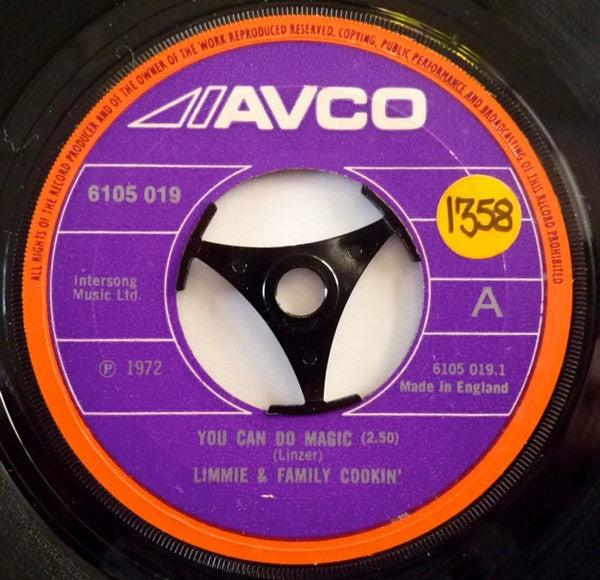 ALL RIGHTS OF THE RECORD PRODUCER AND OF THE OWNER OF THE WORK REPRODUCED RESERVED. COPYING, PUBLIC PERFORMANCE AND BROADCASTING OF THIS RECORD PROHIBITED
AVCO
6105 019
1358
Intersong
Music Ltd.
A
℗ 1972
6105 019.1
Made in England
YOU CAN DO MAGIC (2.50)
(Linzer)
LIMMIE & FAMILY COOKIN'